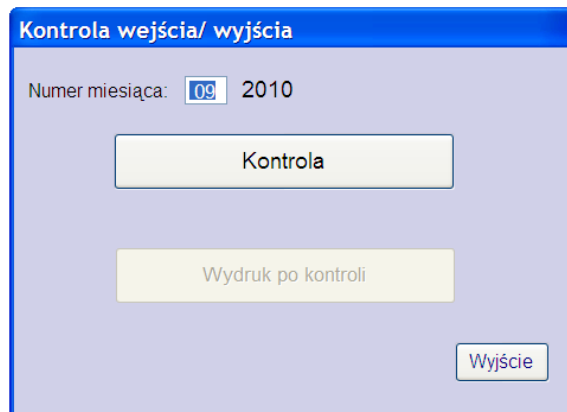 Kontrola wejścia/ wyjścia
Numer miesiąca: 09 2010
Kontrola
Wydruk po kontroli
Wyjście